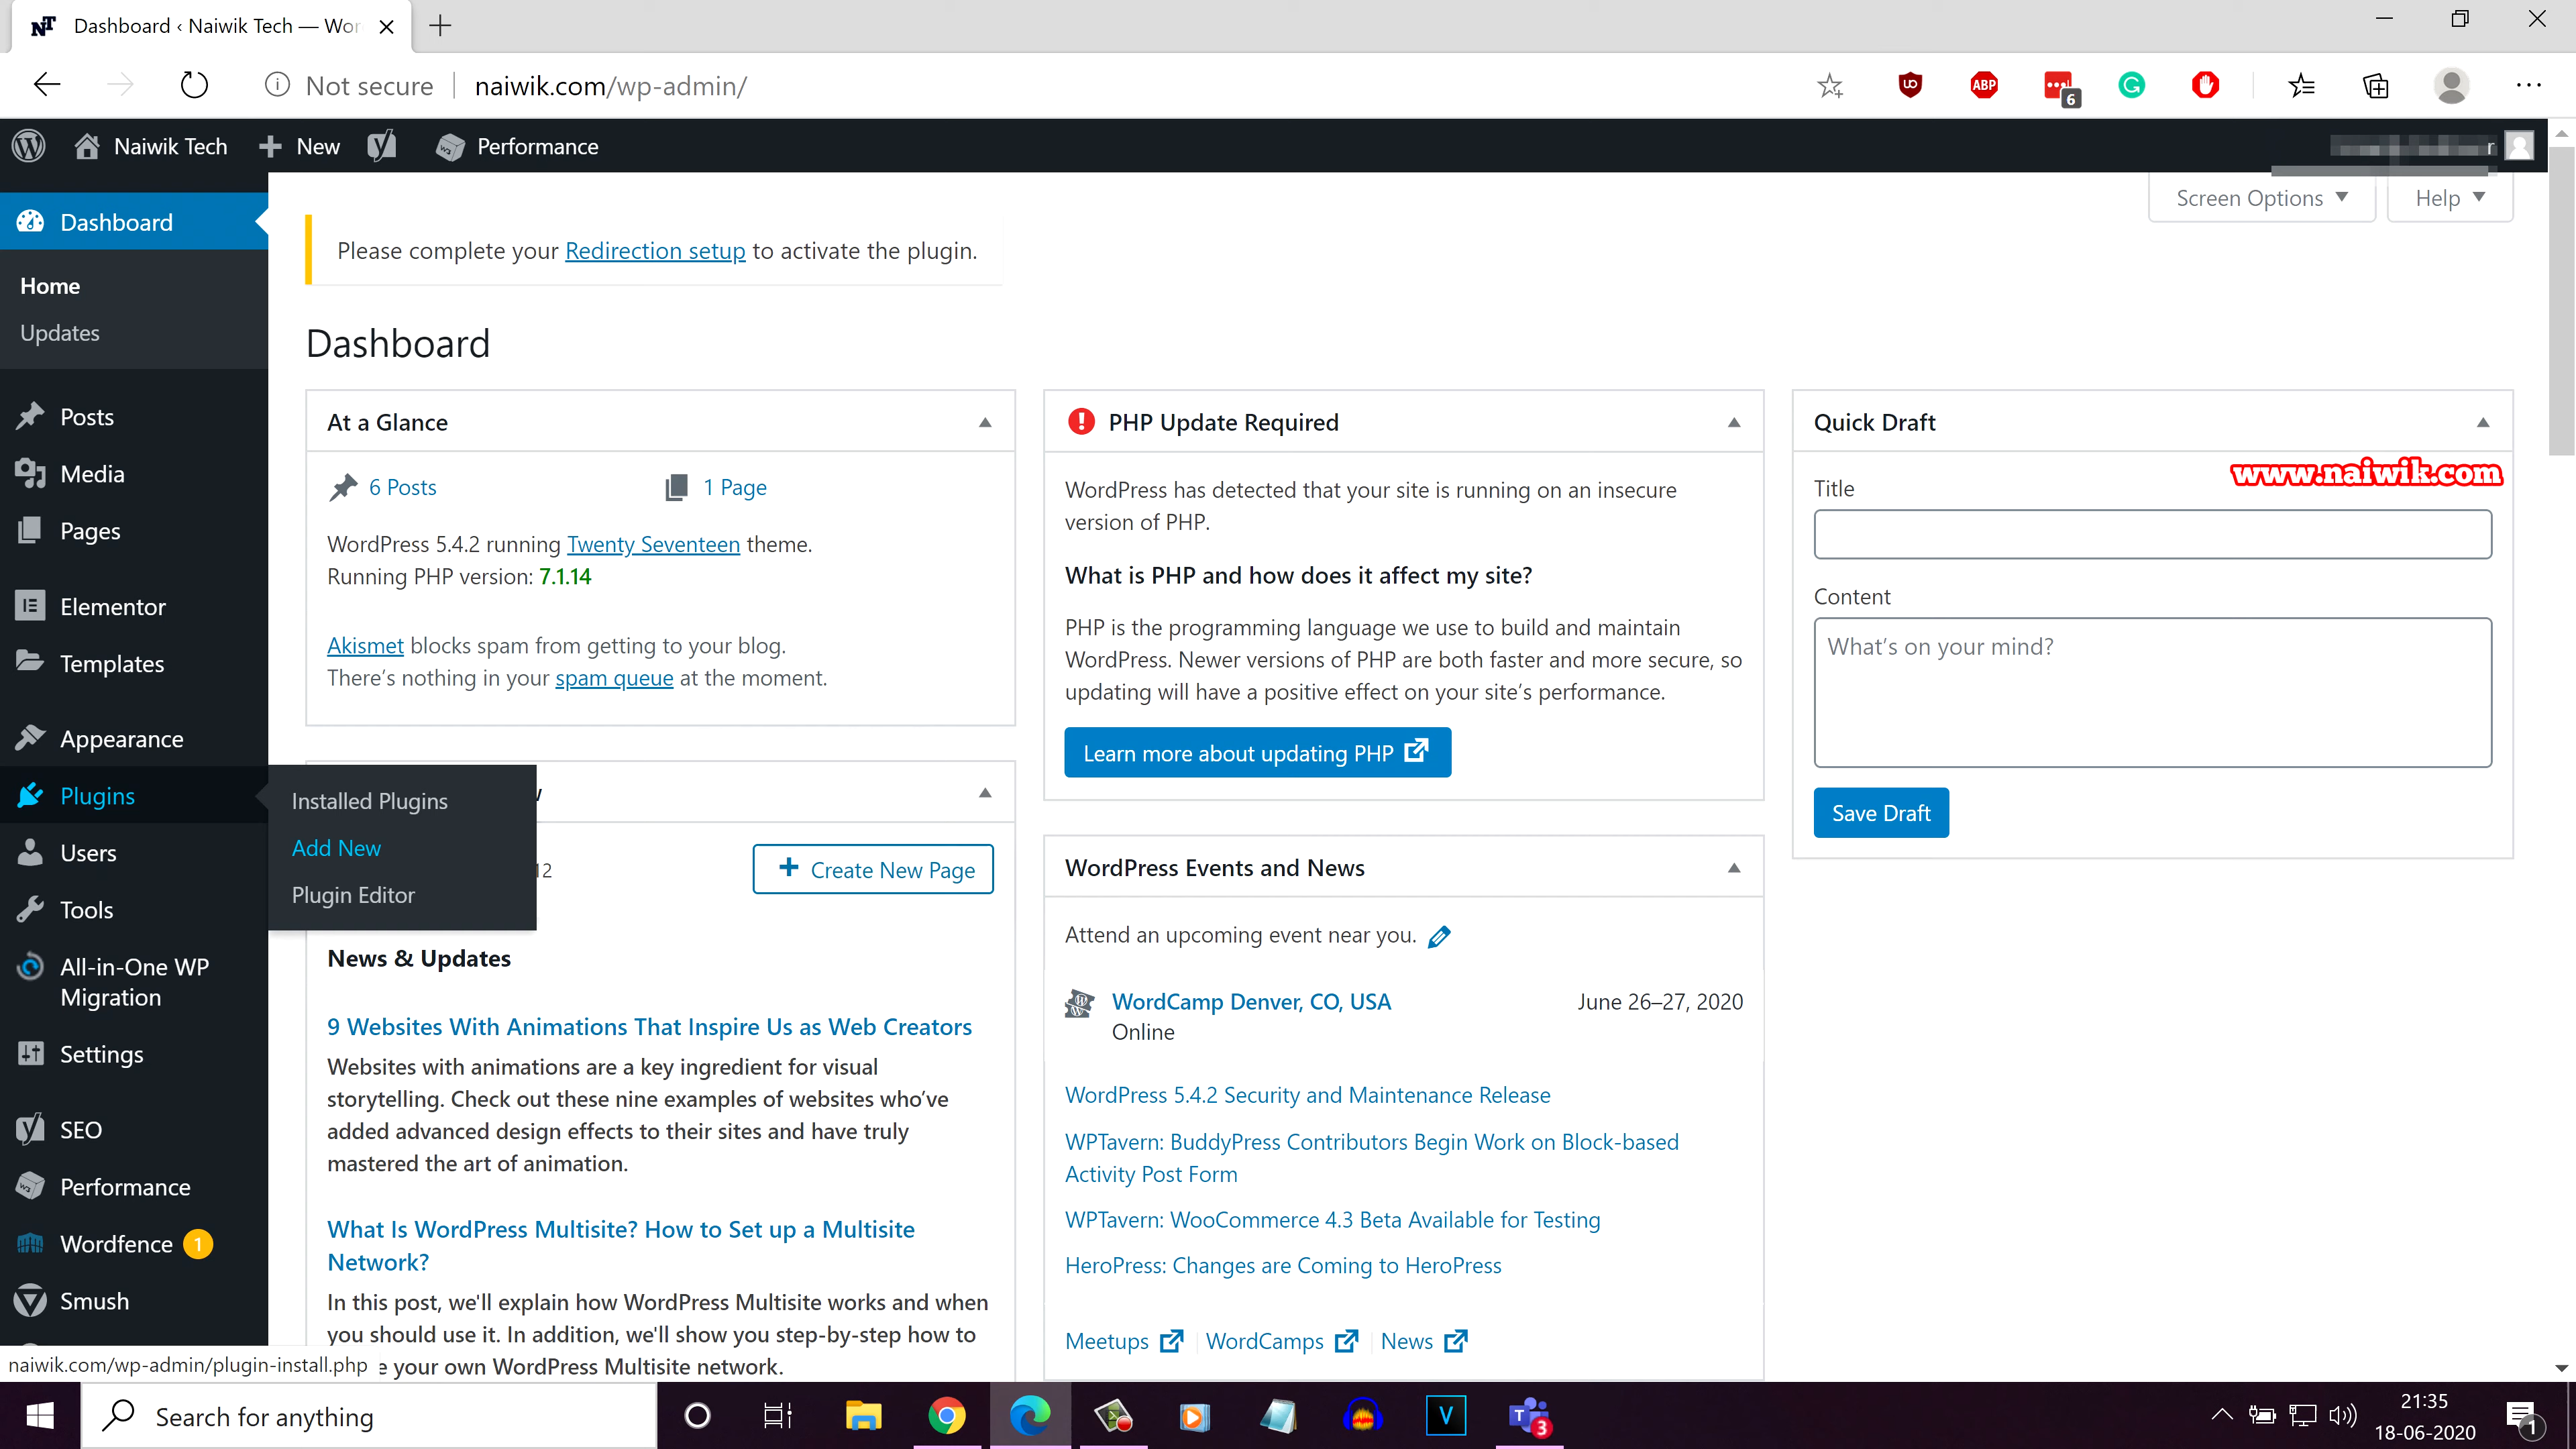 Dashboard ‹ Naiwik Tech — Wor
Not secure
naiwik.com/wp-admin/
ABP
6
Naiwik Tech
New
Performance
Screen Options
Help
Dashboard
Home
Updates
Posts
Media
Pages
Elementor
Templates
Appearance
Plugins
Users
Tools
All-in-One WP
Migration
Settings
SEO
Performance
Wordfence 1
Smush
Installed Plugins
Add New
Plugin Editor
Please complete your Redirection setup to activate the plugin.
Dashboard
At a Glance
6 Posts
1 Page
WordPress 5.4.2 running Twenty Seventeen theme.
Running PHP version: 7.1.14
Akismet blocks spam from getting to your blog.
There's nothing in your spam queue at the moment.
12
Create New Page
News & Updates
9 Websites With Animations That Inspire Us as Web Creators
Websites with animations are a key ingredient for visual
storytelling. Check out these nine examples of websites who've
added advanced design effects to their sites and have truly
mastered the art of animation.
What Is WordPress Multisite? How to Set up a Multisite
Network?
In this post, we'll explain how WordPress Multisite works and when
you should use it. In addition, we'll show you step-by-step how to
e your own WordPress Multisite network.
PHP Update Required
WordPress has detected that your site is running on an insecure
version of PHP.
What is PHP and how does it affect my site?
PHP is the programming language we use to build and maintain
WordPress. Newer versions of PHP are both faster and more secure, so
updating will have a positive effect on your site's performance.
Learn more about updating PHP
WordPress Events and News
Attend an upcoming event near you.
WordCamp Denver, CO, USA
June 26–27, 2020
Online
WordPress 5.4.2 Security and Maintenance Release
WPTavern: BuddyPress Contributors Begin Work on Block-based
Activity Post Form
WPTavern: WooCommerce 4.3 Beta Available for Testing
HeroPress: Changes are Coming to HeroPress
Meetups
WordCamps
News
Quick Draft
www.naiwik.com
Title
Content
What's on your mind?
Save Draft
naiwik.com/wp-admin/plugin-install.php
Search for anything
V
T
3
21:35
18-06-2020
1